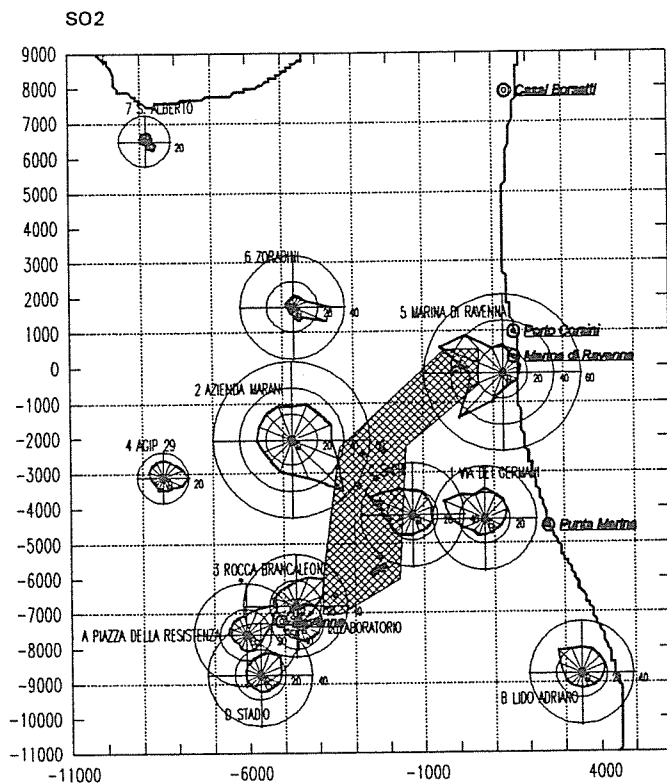 SO2
9000
8000
7000
6000
5000
4000
3000
2000
1000
0
-1000
-2000
-3000
-4000
-5000
-6000
-7000
-8000
-9000
-10000
-11000
-11000 -6000 -1000 4000
Casal Borsetti
7 S. ALBERTO
20
6 ZORABINI
20 40
5 MARINA DI RAVENNA
Porto Corsini
Marina di Ravenna
20 40 60
2 AZIENDA MARANI
4 AGIP 29
20
1 VIA DEI GERMANI
20
Punta Marina
3 ROCCA BRANCALEONE
40
A PIAZZA DELLA RESISTENZA
20
D STADIO
20 40
B LIDO ADRIANO
20 40